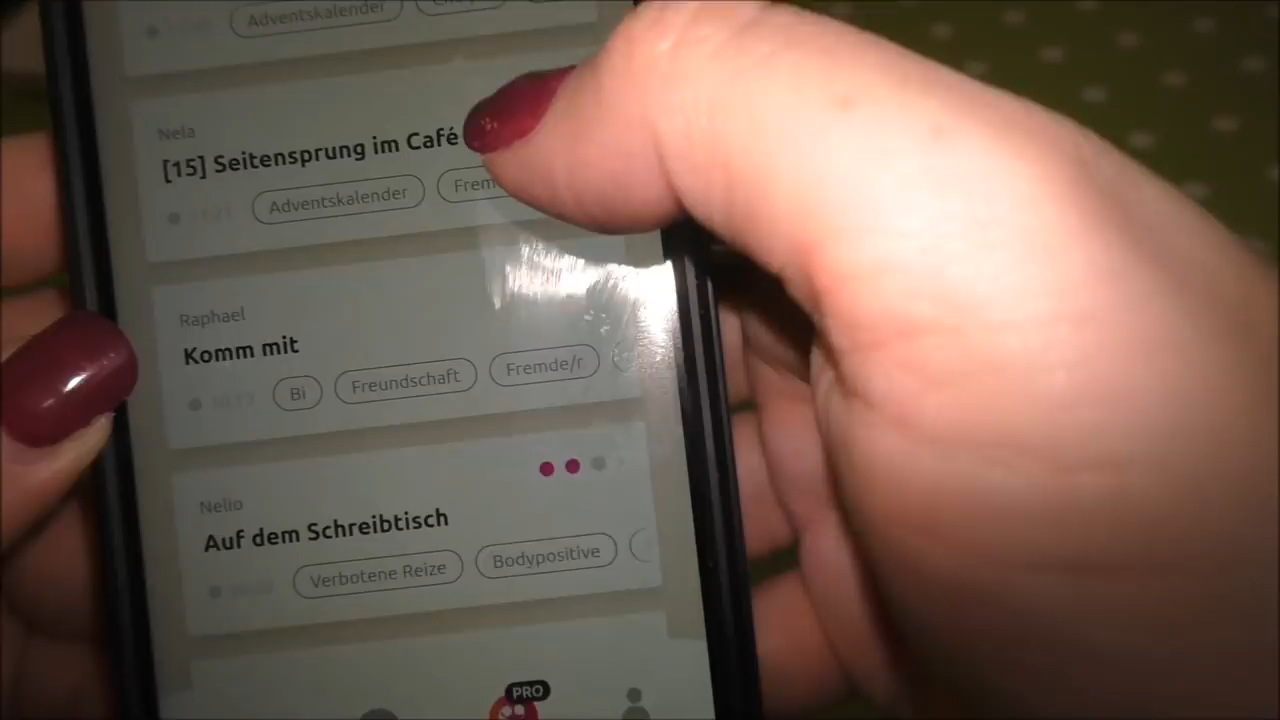 Adventskalender
Nela
[15] Seitensprung im Café
Adventskalender
Raphael
Komm mit
Bi
Freundschaft
Fremde/r
Nelio
Auf dem Schreibtisch
Verbotene Reize
Bodypositive
PRO